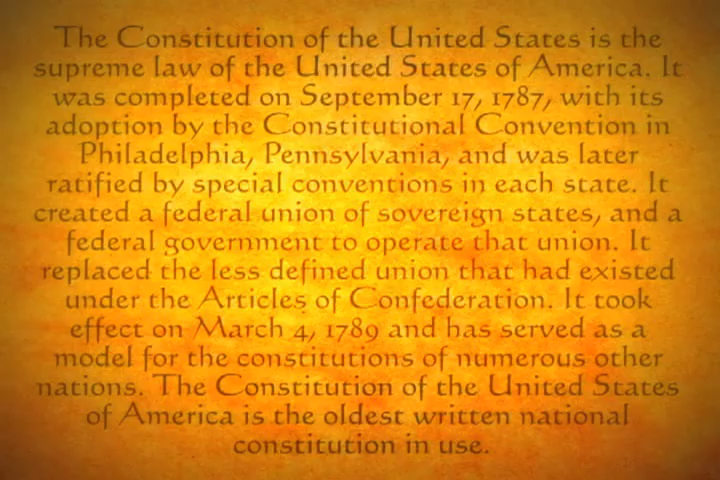 The Constitution of the United States is the
supreme law of the United States of America. It
was completed on September 17, 1787, with its
adoption by the Constitutional Convention in
Philadelphia, Pennsylvania, and was later
ratified by special conventions in each state. It
created a federal union of sovereign states, and a
federal government to operate that union. It
replaced the less defined union that had existed
under the Articles of Confederation. It took
effect on March 4, 1789 and has served as a
model for the constitutions of numerous other
nations. The Constitution of the United States
of America is the oldest written national
constitution in use.